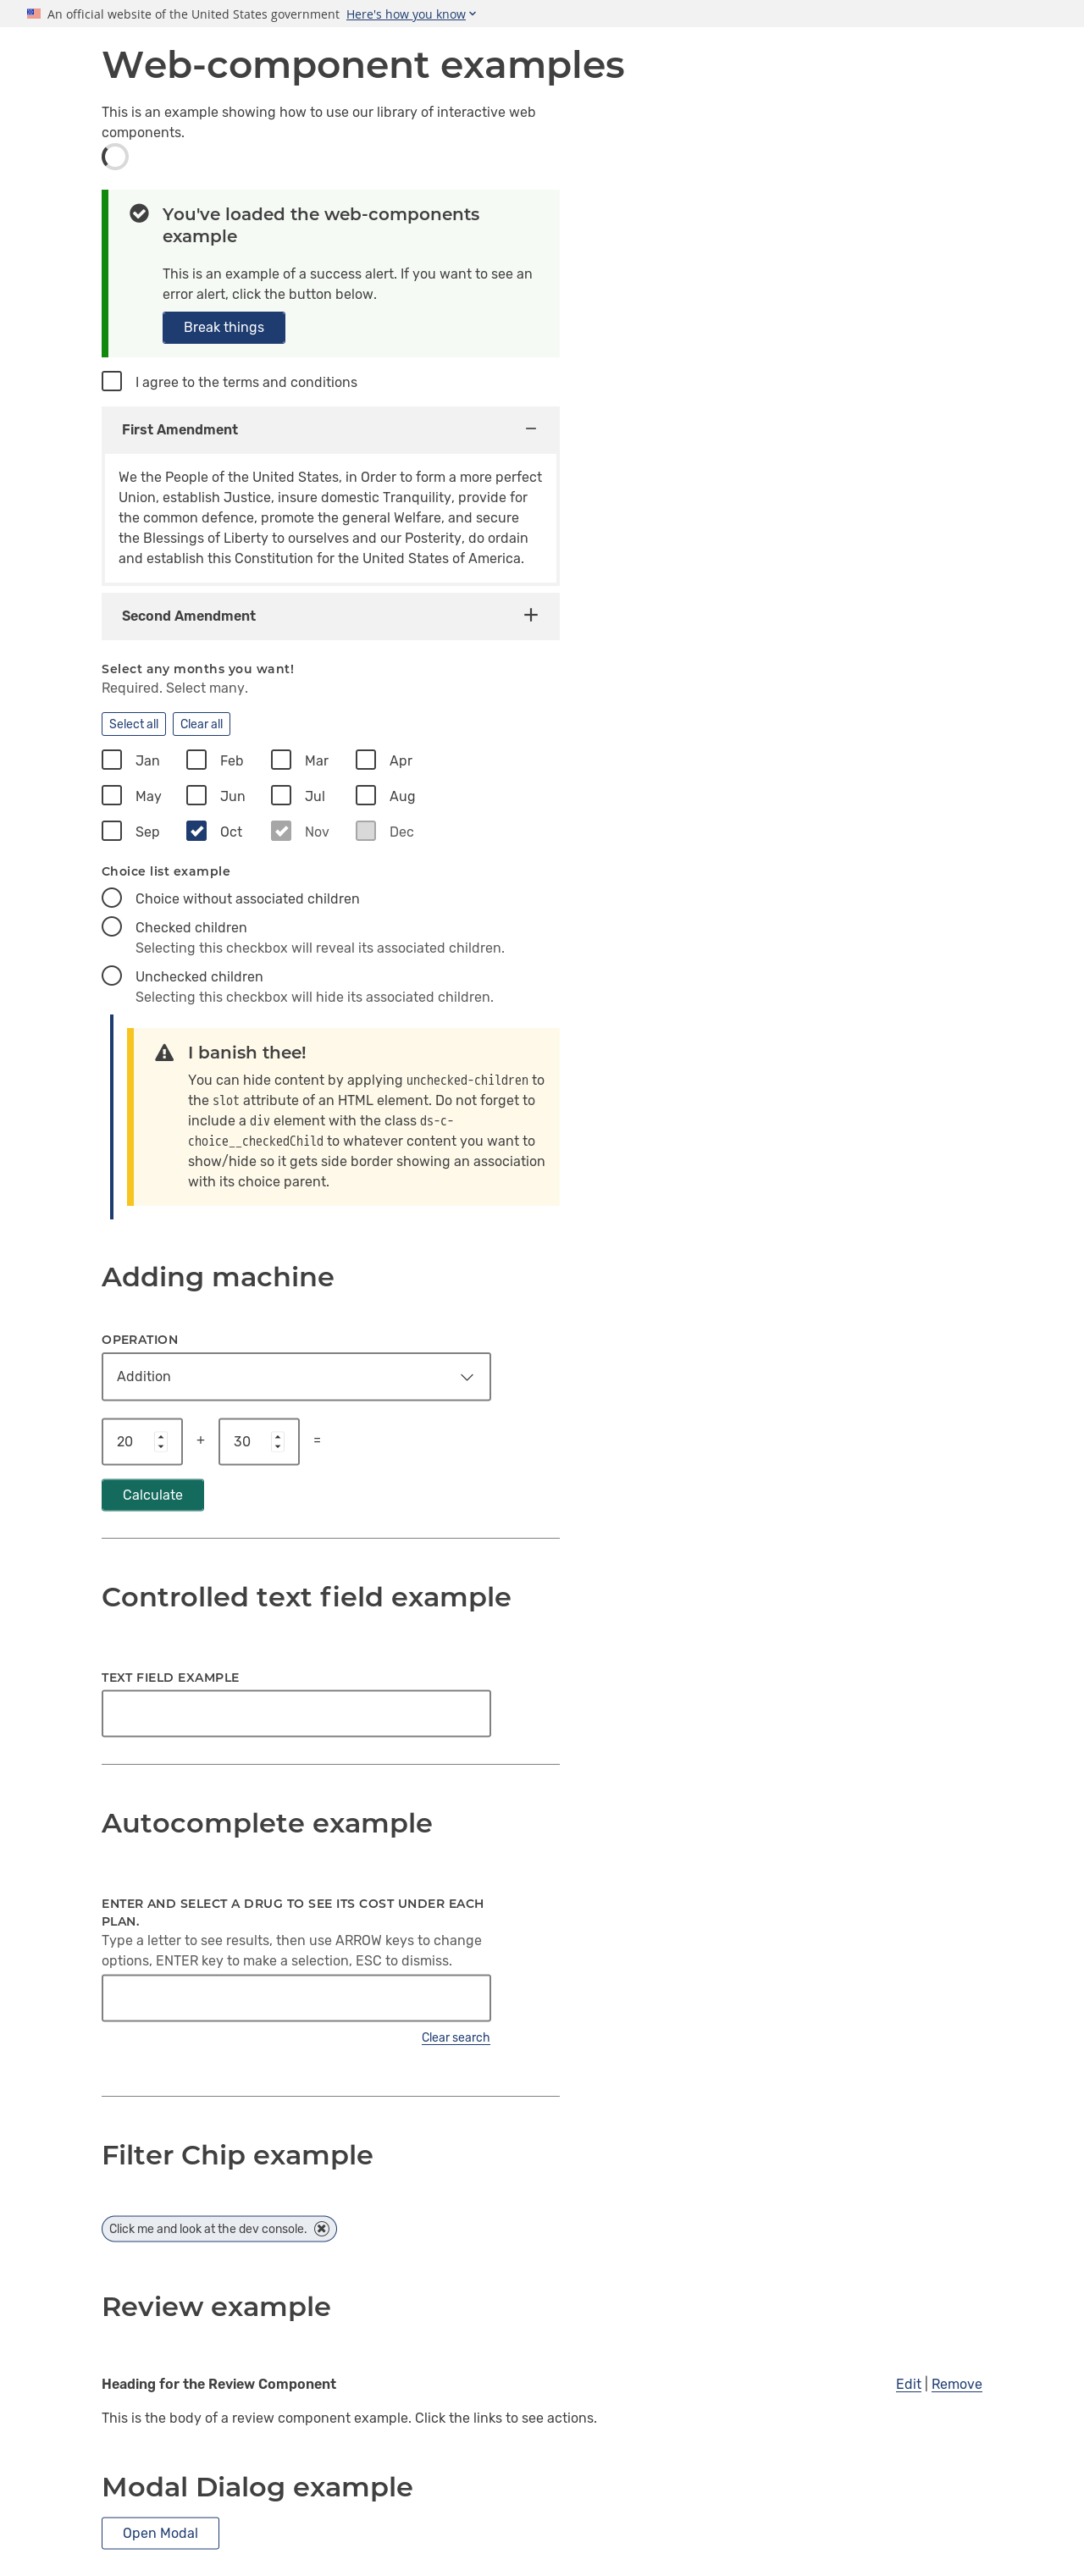 An official website of the United States government Here's how you know
Web-component examples
This is an example showing how to use our library of interactive web
components.
You've loaded the web-components
example
This is an example of a success alert. If you want to see an
error alert, click the button below.
Break things
I agree to the terms and conditions
First Amendment
We the People of the United States, in Order to form a more perfect
Union, establish Justice, insure domestic Tranquility, provide for
the common defence, promote the general Welfare, and secure
the Blessings of Liberty to ourselves and our Posterity, do ordain
and establish this Constitution for the United States of America.
Second Amendment
Select any months you want!
Required. Select many.
Select all Clear all
Jan Feb Mar Apr
May Jun Jul Aug
Sep Oct Nov Dec
Choice list example
Choice without associated children
Checked children
Selecting this checkbox will reveal its associated children.
Unchecked children
Selecting this checkbox will hide its associated children.
I banish thee!
You can hide content by applying unchecked-children to
the slot attribute of an HTML element. Do not forget to
include a div element with the class ds-c-
choice__checkedChild to whatever content you want to
show/hide so it gets side border showing an association
with its choice parent.
Adding machine
OPERATION
Addition
20 + 30 =
Calculate
Controlled text field example
TEXT FIELD EXAMPLE
Autocomplete example
ENTER AND SELECT A DRUG TO SEE ITS COST UNDER EACH
PLAN.
Type a letter to see results, then use ARROW keys to change
options, ENTER key to make a selection, ESC to dismiss.
Clear search
Filter Chip example
Click me and look at the dev console.
Review example
Heading for the Review Component Edit | Remove
This is the body of a review component example. Click the links to see actions.
Modal Dialog example
Open Modal